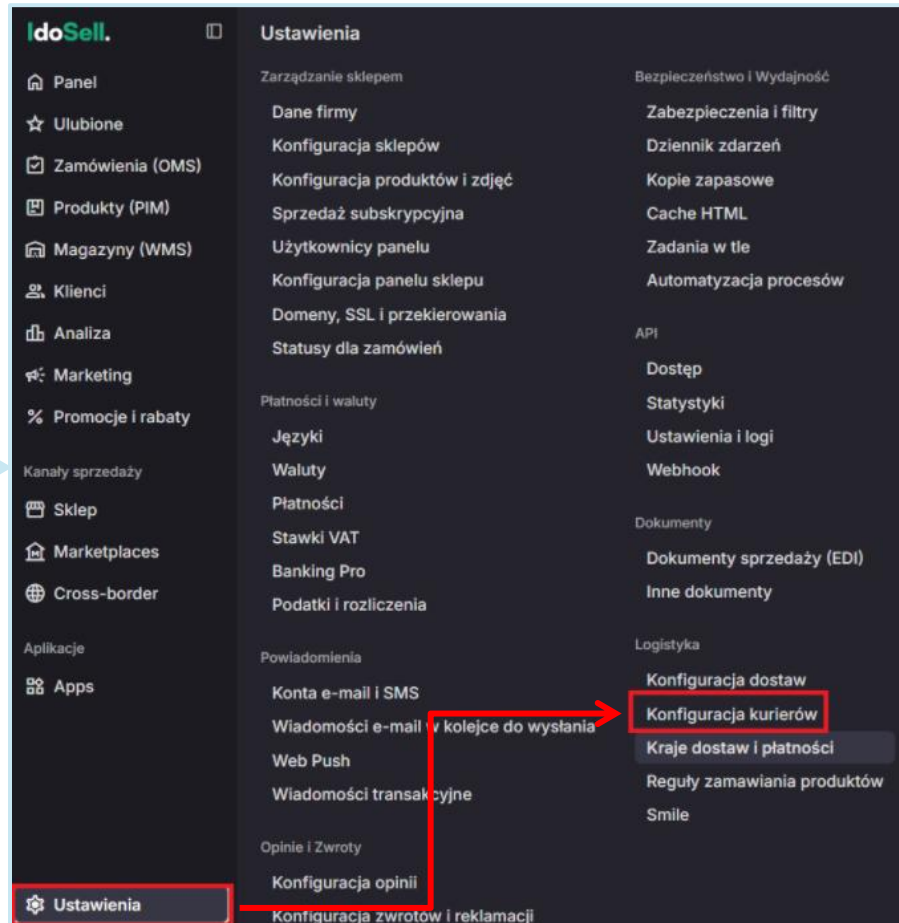 IdoSell.
Panel
Ulubione
Zamówienia (OMS)
Produkty (PIM)
Magazyny (WMS)
Klienci
Analiza
Marketing
Promocje i rabaty
Kanały sprzedaży
Sklep
Marketplaces
Cross-border
Aplikacje
Apps
Ustawienia
Ustawienia
Zarządzanie sklepem
Dane firmy
Konfiguracja sklepów
Konfiguracja produktów i zdjęć
Sprzedaż subskrypcyjna
Użytkownicy panelu
Konfiguracja panelu sklepu
Domeny, SSL i przekierowania
Statusy dla zamówień
Płatności i waluty
Języki
Waluty
Płatności
Stawki VAT
Banking Pro
Podatki i rozliczenia
Powiadomienia
Konta e-mail i SMS
Wiadomości e-mail w kolejce do wysłania
Web Push
Wiadomości transakcyjne
Opinie i Zwroty
Konfiguracja opinii
Konfiguracja zwrotów i reklamacji
Bezpieczeństwo i Wydajność
Zabezpieczenia i filtry
Dziennik zdarzeń
Kopie zapasowe
Cache HTML
Zadania w tle
Automatyzacja procesów
API
Dostęp
Statystyki
Ustawienia i logi
Webhook
Dokumenty
Dokumenty sprzedaży (EDI)
Inne dokumenty
Logistyka
Konfiguracja dostaw
Konfiguracja kurierów
Kraje dostaw i płatności
Reguły zamawiania produktów
Smile